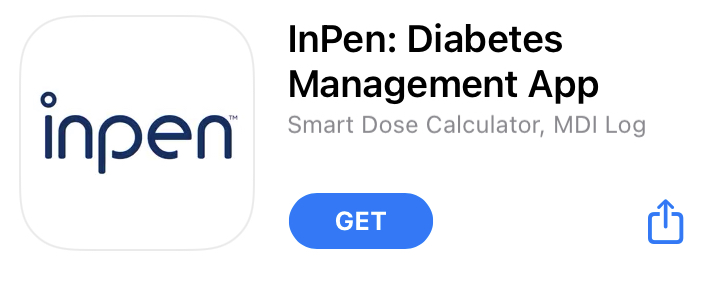 inpen™
InPen: Diabetes
Management App
Smart Dose Calculator, MDI Log
GET